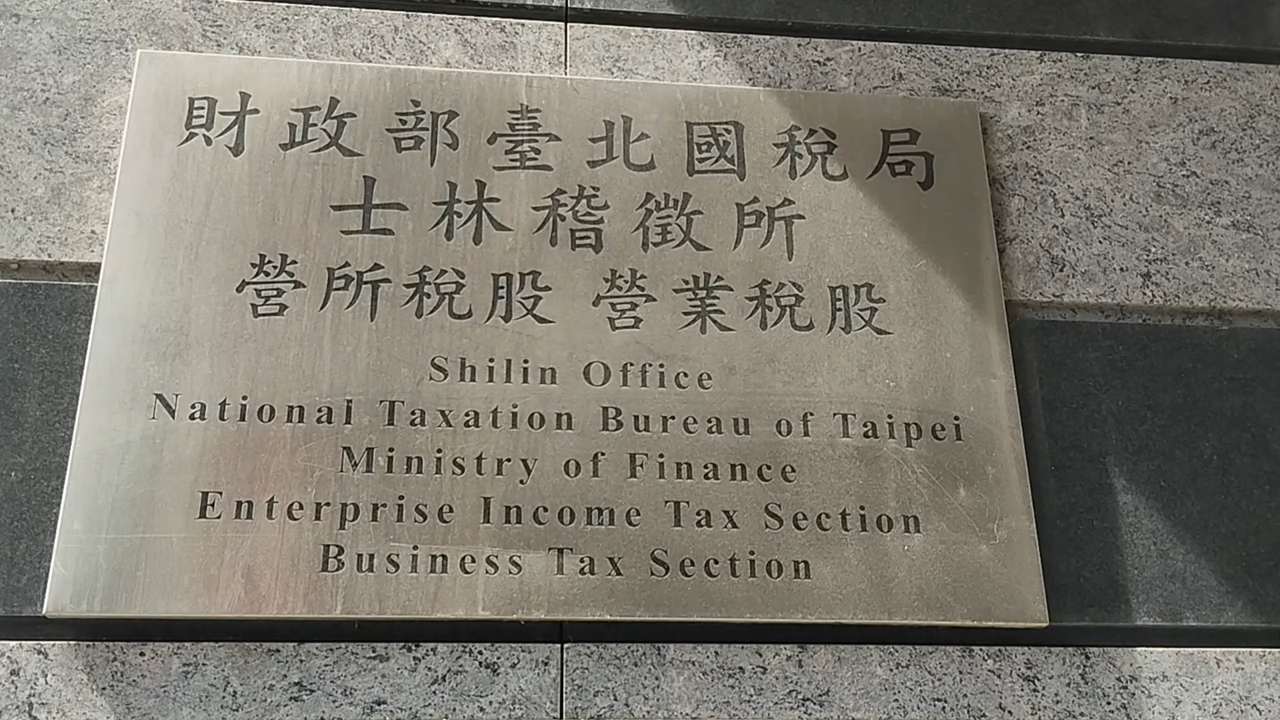 財政部臺北國稅局
士林稽徵所
營所稅股 營業稅股
Shilin Office
National Taxation Bureau of Taipei
Ministry of Finance
Enterprise Income Tax Section
Business Tax Section